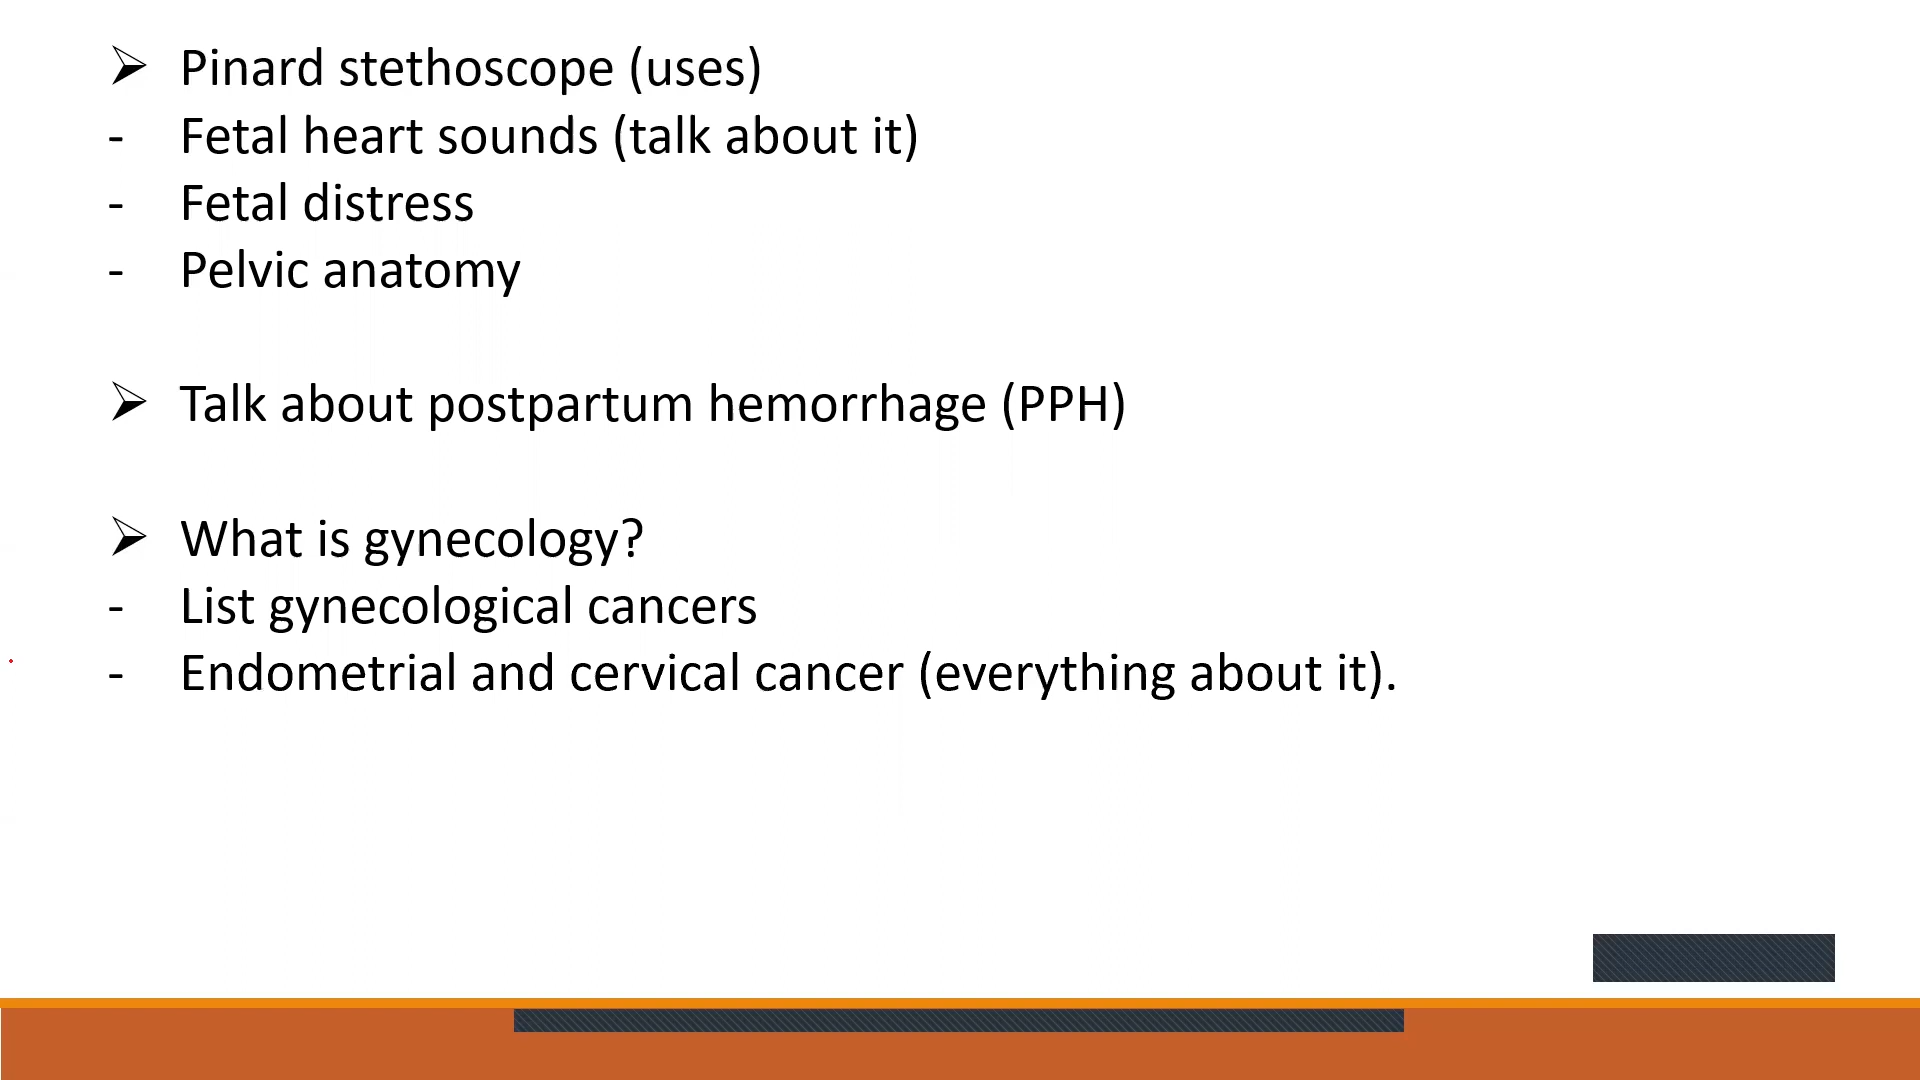 ➢ Pinard stethoscope (uses)
- Fetal heart sounds (talk about it)
- Fetal distress
- Pelvic anatomy
➢ Talk about postpartum hemorrhage (PPH)
➢ What is gynecology?
- List gynecological cancers
- Endometrial and cervical cancer (everything about it).